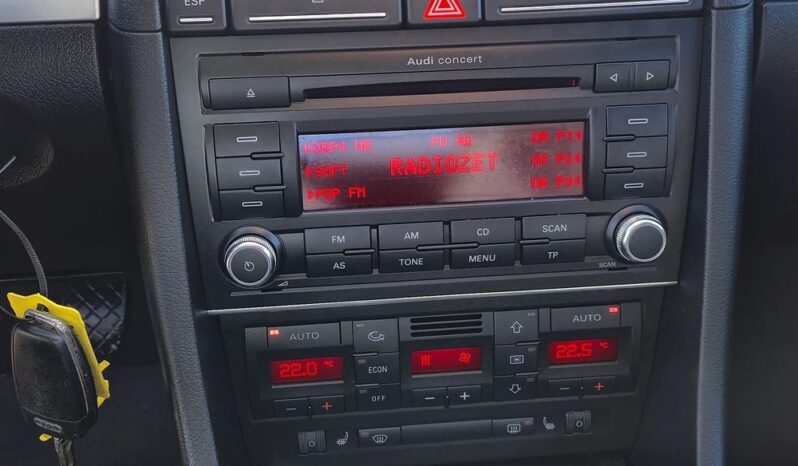 ESP
Audi concert
RADIOZET
POP FM
FM AM CD SCAN
AS TONE MENU TP
SCAN
AUTO AUTO
22.0 °C 22.5 °C
ECON
OFF